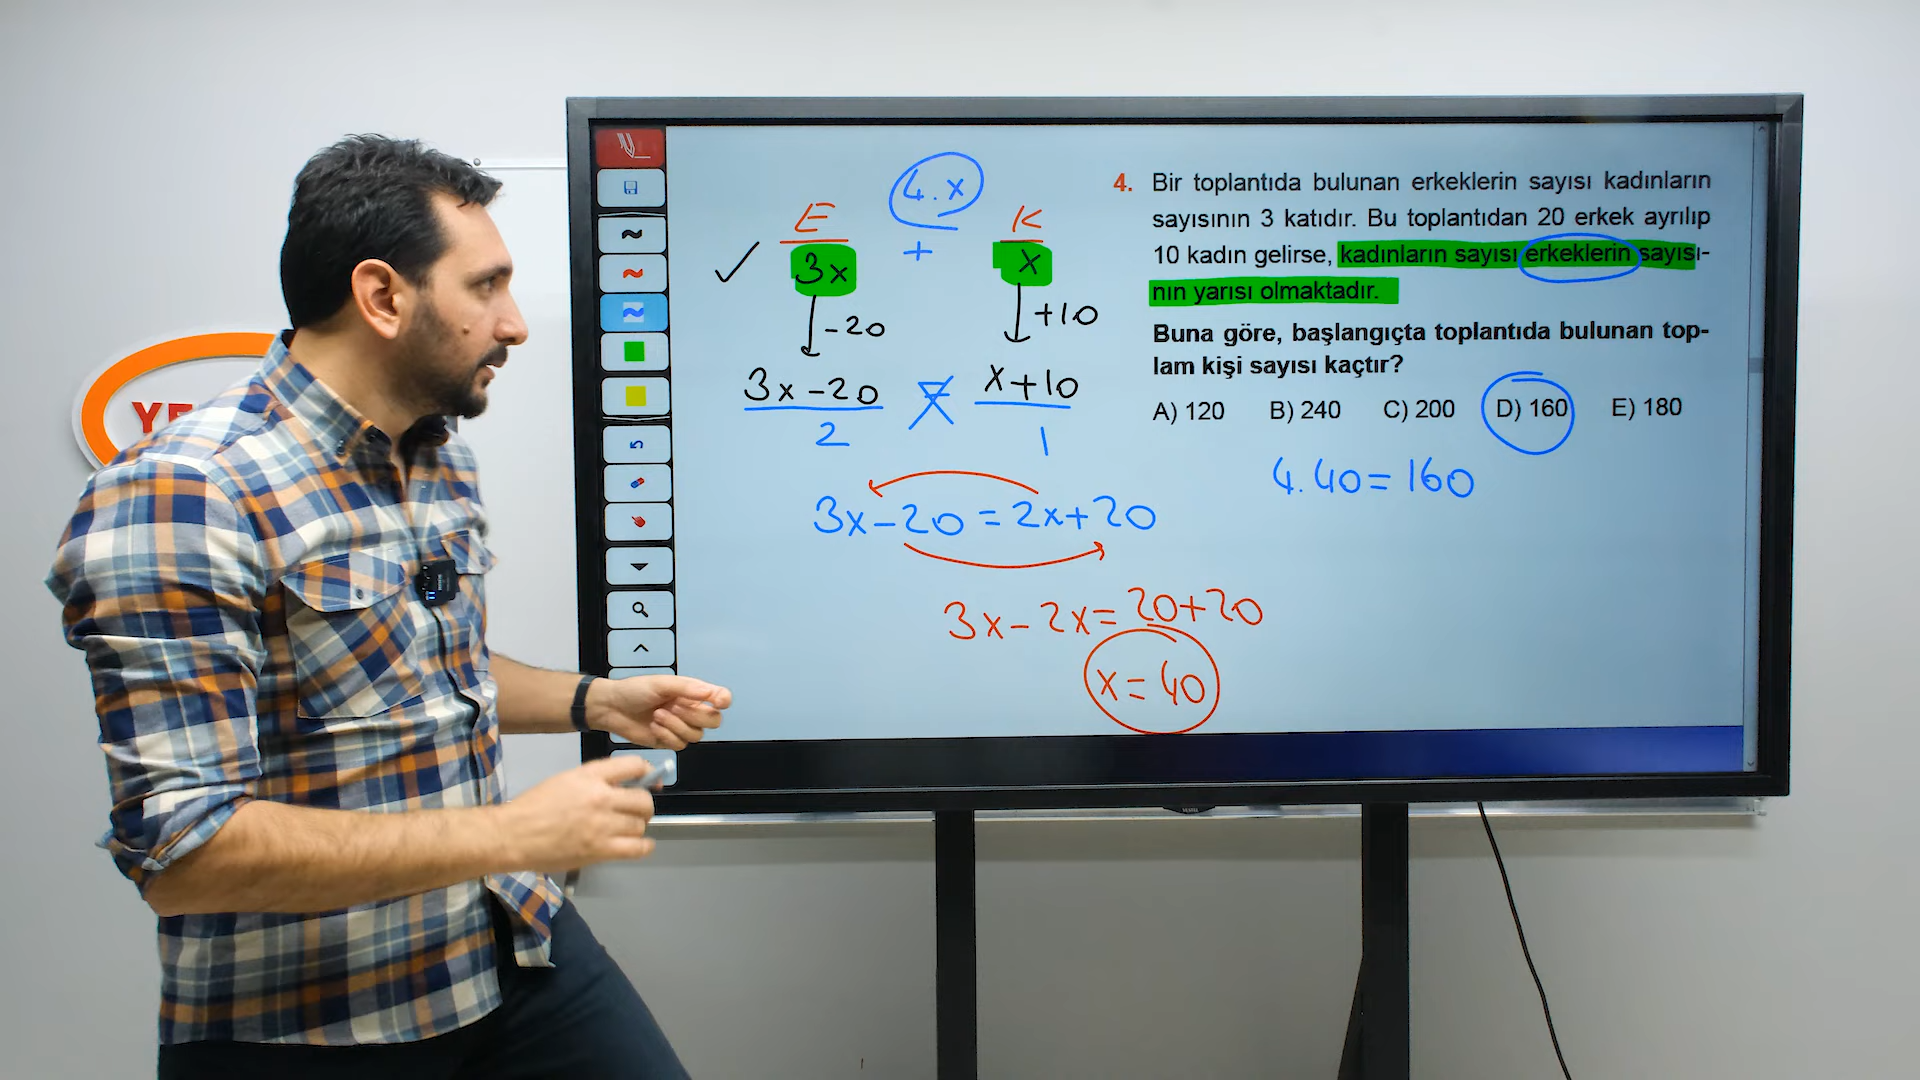 YE
4.x
E + K
✓ 3x x
-20 +10
3x-20 = x+10
2 1
3x-20=2x+20
3x-2x=20+20
x=40
4. Bir toplantıda bulunan erkeklerin sayısı kadınların
sayısının 3 katıdır. Bu toplantıdan 20 erkek ayrılıp
10 kadın gelirse, kadınların sayısı erkeklerin sayısı-
nın yarısı olmaktadır.
Buna göre, başlangıçta toplantıda bulunan top-
lam kişi sayısı kaçtır?
A) 120 B) 240 C) 200 D) 160 E) 180
4.40=160